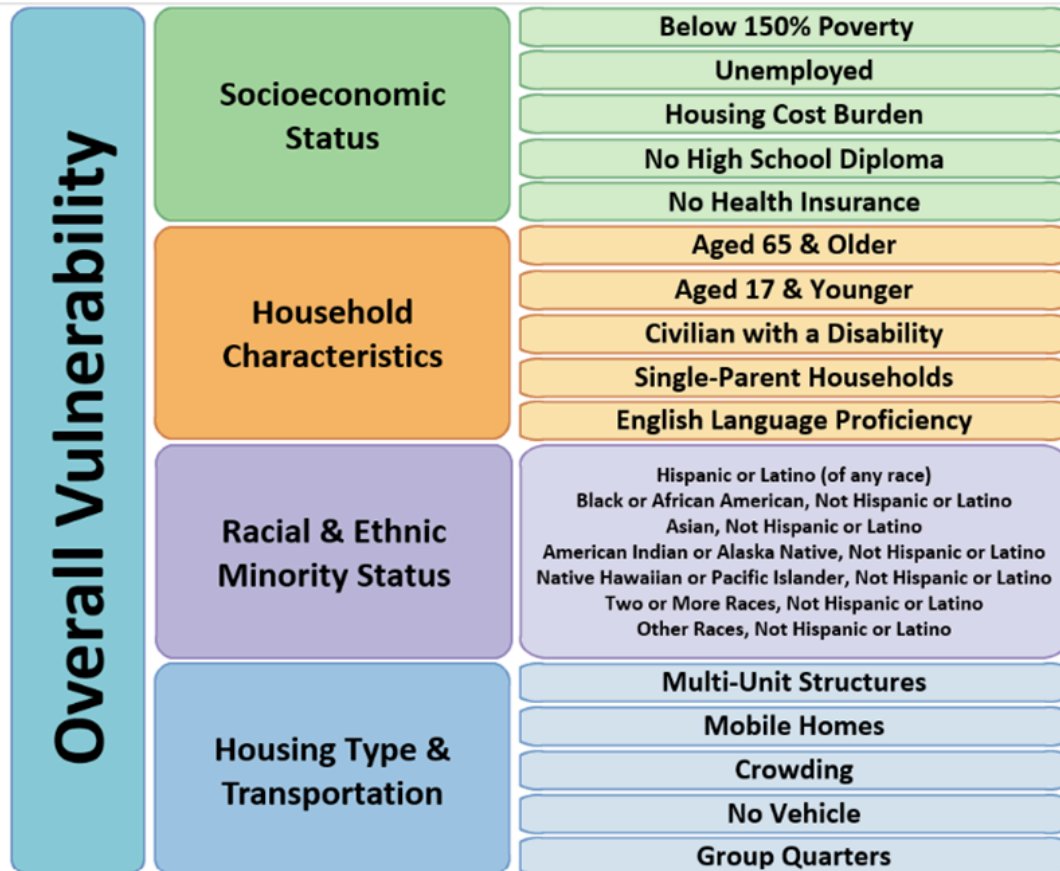 Overall Vulnerability
Socioeconomic
Status
Below 150% Poverty
Unemployed
Housing Cost Burden
No High School Diploma
No Health Insurance
Household
Characteristics
Aged 65 & Older
Aged 17 & Younger
Civilian with a Disability
Single-Parent Households
English Language Proficiency
Racial & Ethnic
Minority Status
Hispanic or Latino (of any race)
Black or African American, Not Hispanic or Latino
Asian, Not Hispanic or Latino
American Indian or Alaska Native, Not Hispanic or Latino
Native Hawaiian or Pacific Islander, Not Hispanic or Latino
Two or More Races, Not Hispanic or Latino
Other Races, Not Hispanic or Latino
Housing Type &
Transportation
Multi-Unit Structures
Mobile Homes
Crowding
No Vehicle
Group Quarters